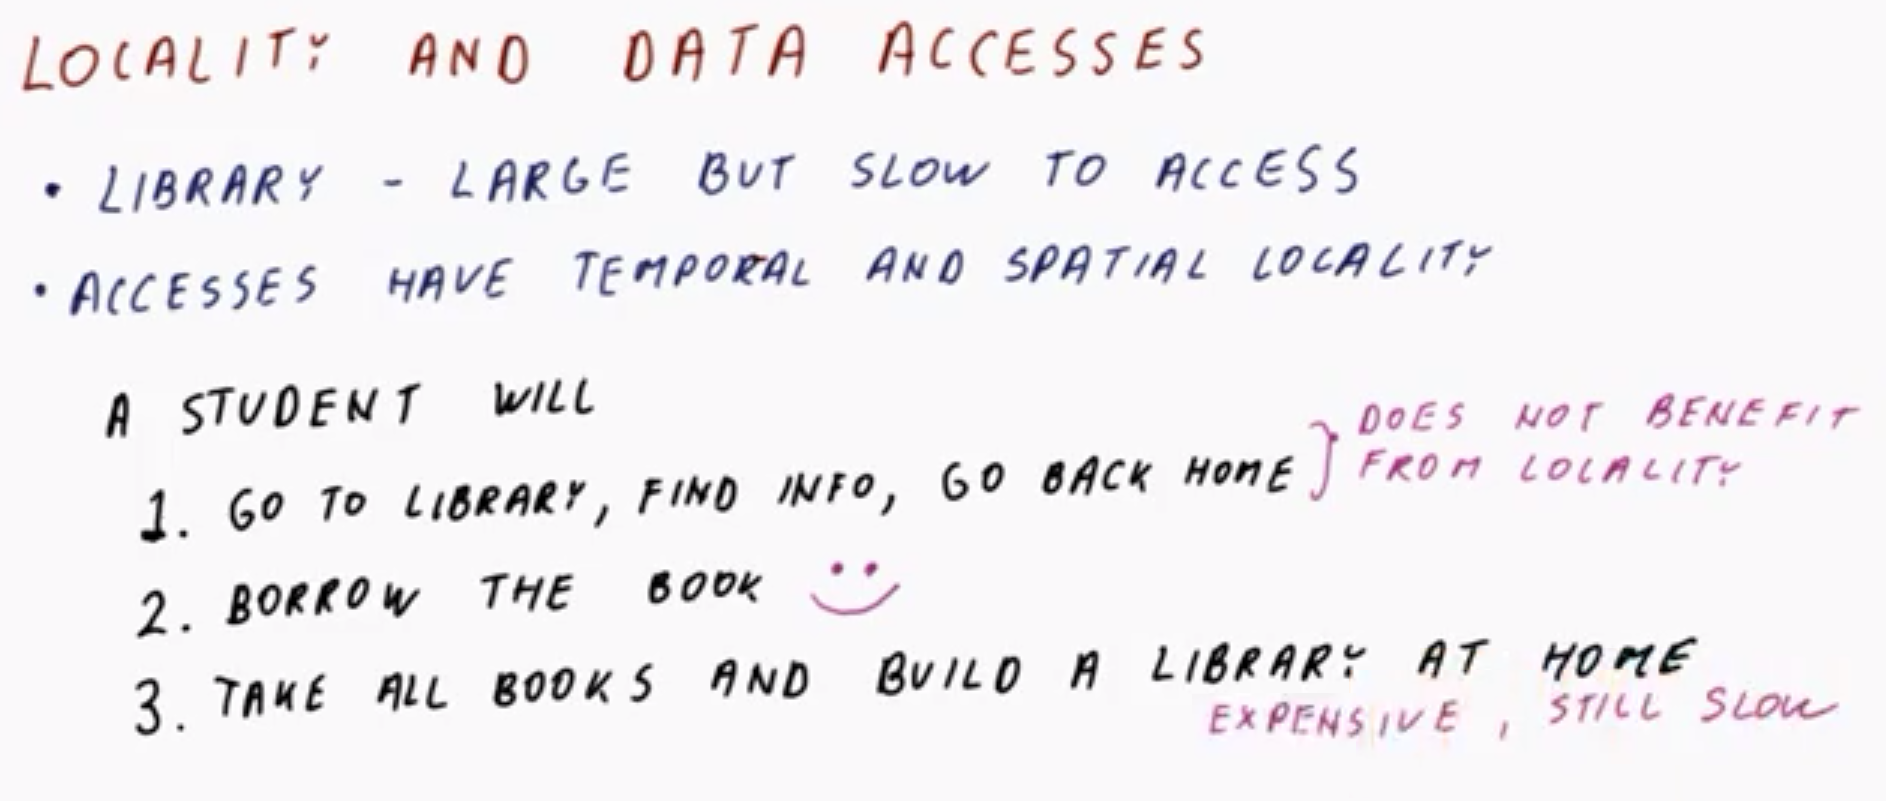 LOCALITY AND DATA ACCESSES
• LIBRARY - LARGE BUT SLOW TO ACCESS
• ACCESSES HAVE TEMPORAL AND SPATIAL LOCALITY
A STUDENT WILL
1. GO TO LIBRARY, FIND INFO, GO BACK HOME } DOES NOT BENEFIT
FROM LOCALITY
2. BORROW THE BOOK
3. TAKE ALL BOOKS AND BUILD A LIBRARY AT HOME
EXPENSIVE, STILL SLOW